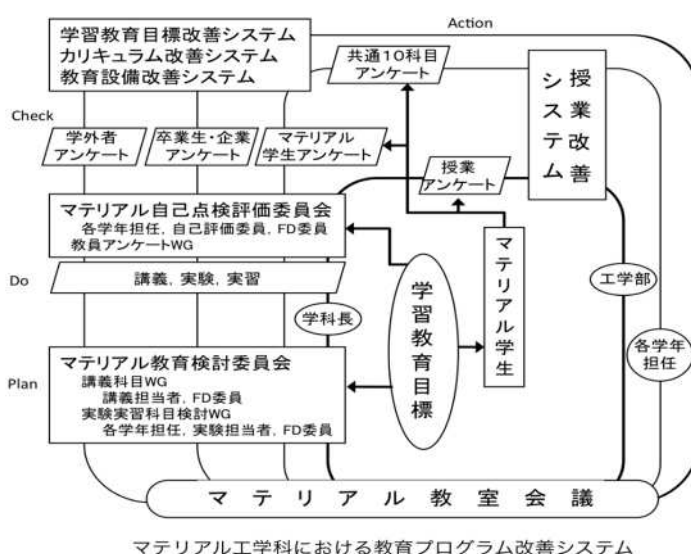 Action
学習教育目標改善システム
カリキュラム改善システム
教育設備改善システム
共通10科目
アンケート
授業改善
システム
Check
学外者
アンケート
卒業生・企業
アンケート
マテリアル
学生アンケート
授業
アンケート
マテリアル自己点検評価委員会
各学年担任, 自己評価委員, FD委員
教員アンケートWG
マテリアル学生
Do
講義, 実験, 実習
学習教育目標
工学部
学科長
各学年
担任
Plan
マテリアル教育検討委員会
講義科目WG
講義担当者, FD委員
実験実習科目検討WG
各学年担任, 実験担当者, FD委員
マテリアル教室会議
マテリアル工学科における教育プログラム改善システム